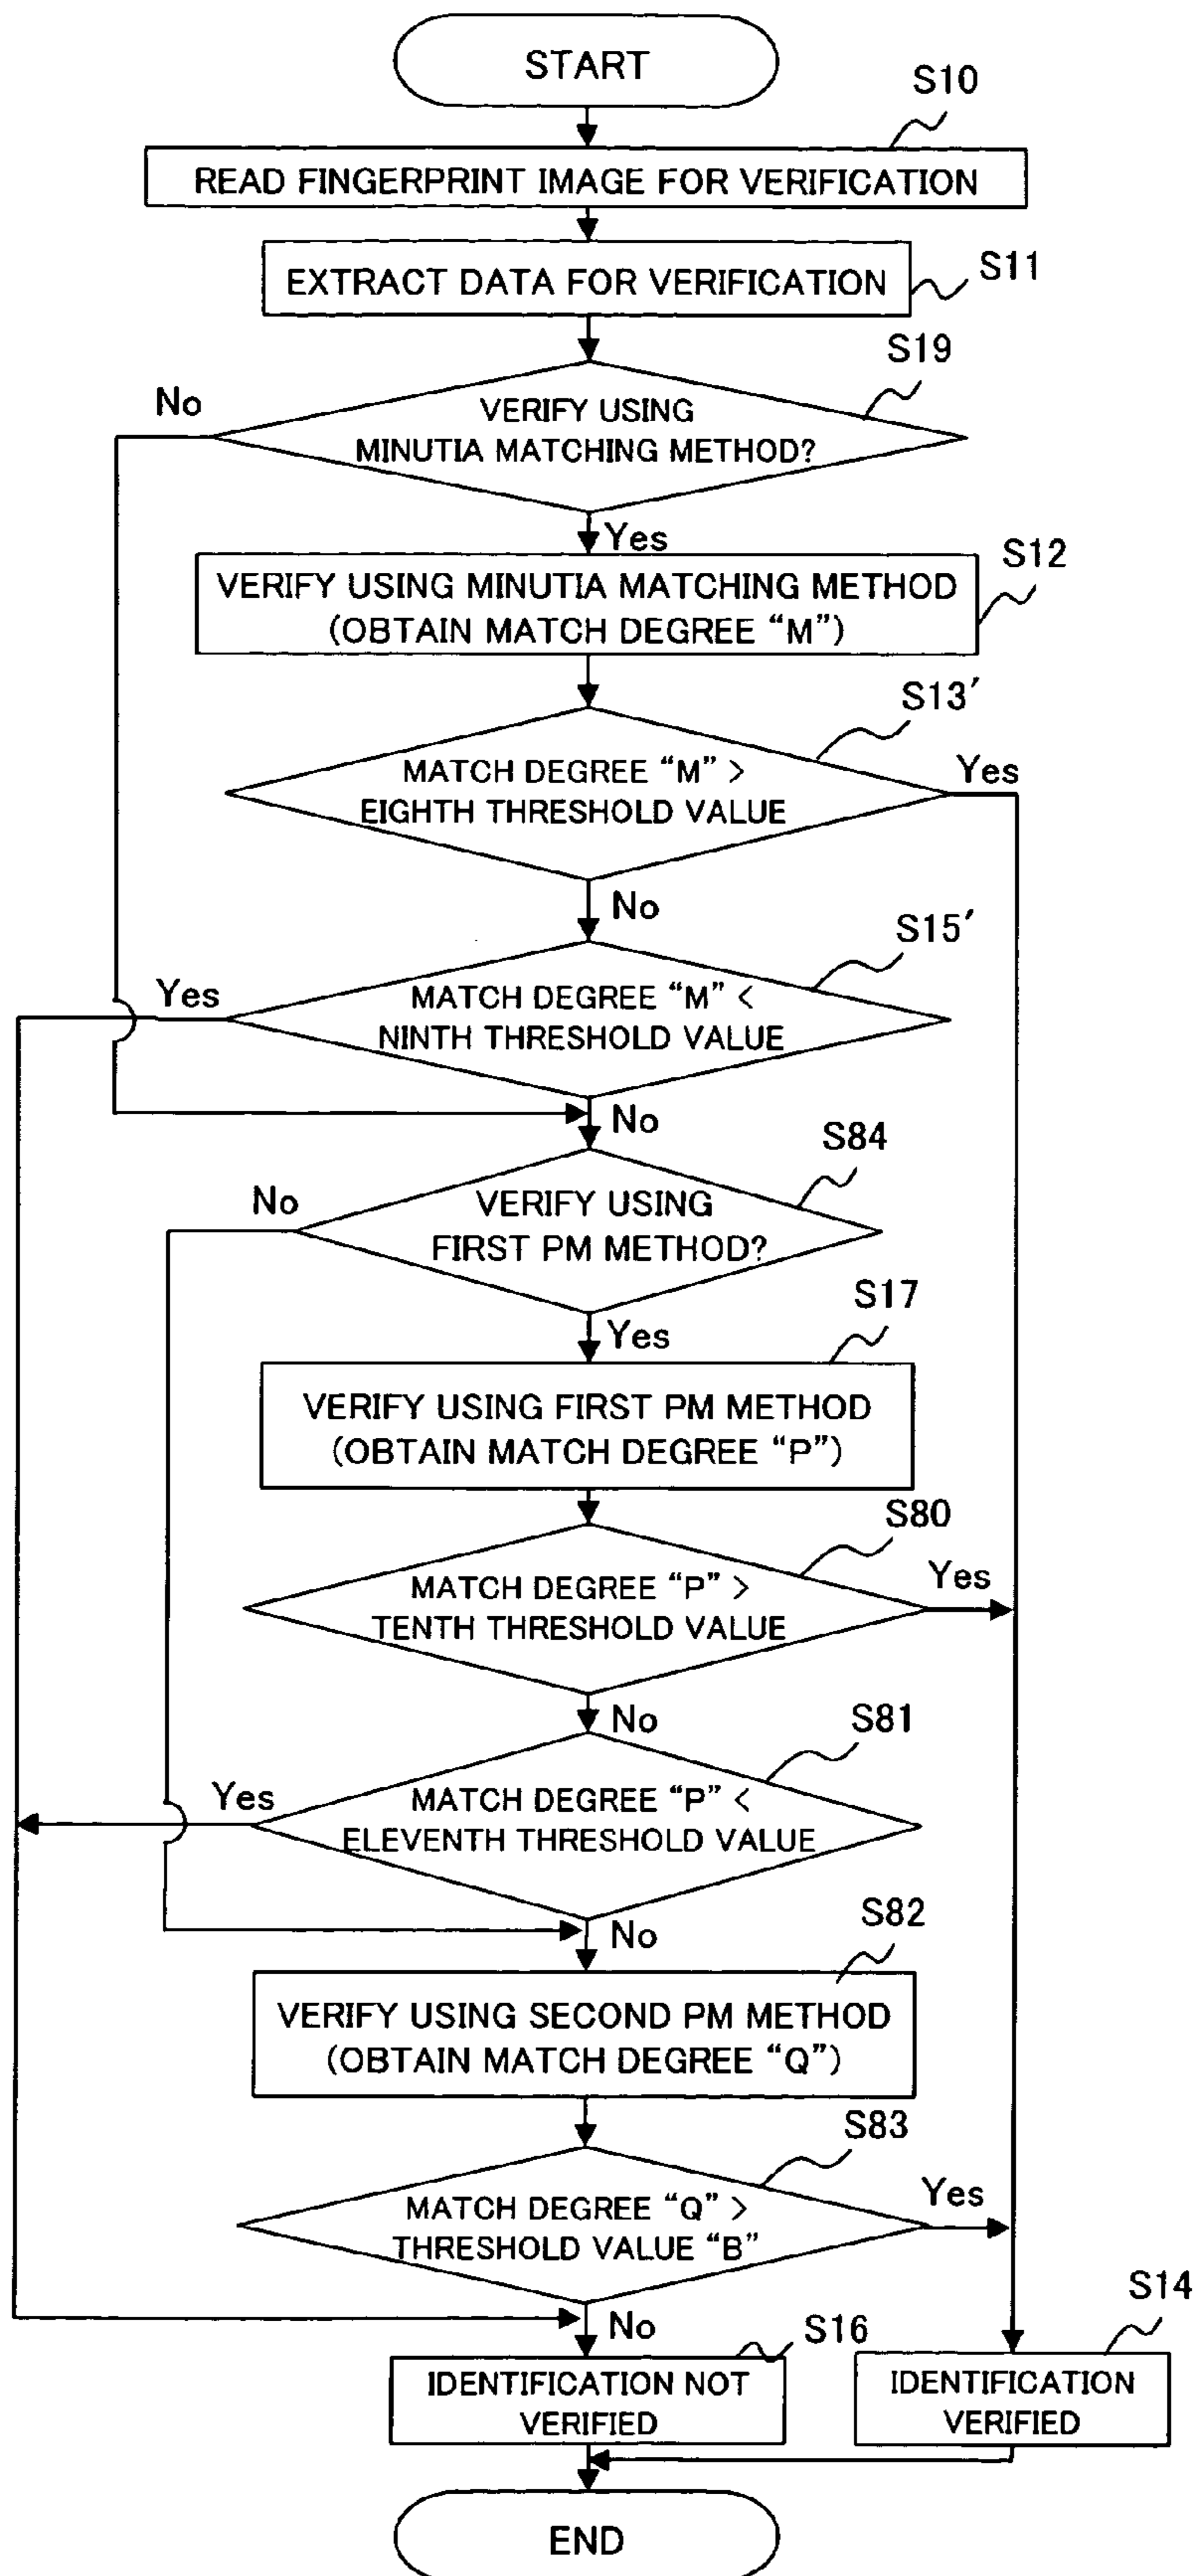 START
S10
READ FINGERPRINT IMAGE FOR VERIFICATION
EXTRACT DATA FOR VERIFICATION
S11
S19
No
VERIFY USING
MINUTIA MATCHING METHOD?
Yes
S12
VERIFY USING MINUTIA MATCHING METHOD
(OBTAIN MATCH DEGREE “M”)
S13′
MATCH DEGREE “M” >
EIGHTH THRESHOLD VALUE
Yes
No
S15′
Yes
MATCH DEGREE “M” <
NINTH THRESHOLD VALUE
No
S84
No
VERIFY USING
FIRST PM METHOD?
Yes
S17
VERIFY USING FIRST PM METHOD
(OBTAIN MATCH DEGREE “P”)
S80
MATCH DEGREE “P” >
TENTH THRESHOLD VALUE
Yes
No
S81
Yes
MATCH DEGREE “P” <
ELEVENTH THRESHOLD VALUE
No
S82
VERIFY USING SECOND PM METHOD
(OBTAIN MATCH DEGREE “Q”)
S83
MATCH DEGREE “Q” >
THRESHOLD VALUE “B”
Yes
No
S16
S14
IDENTIFICATION NOT
VERIFIED
IDENTIFICATION
VERIFIED
END